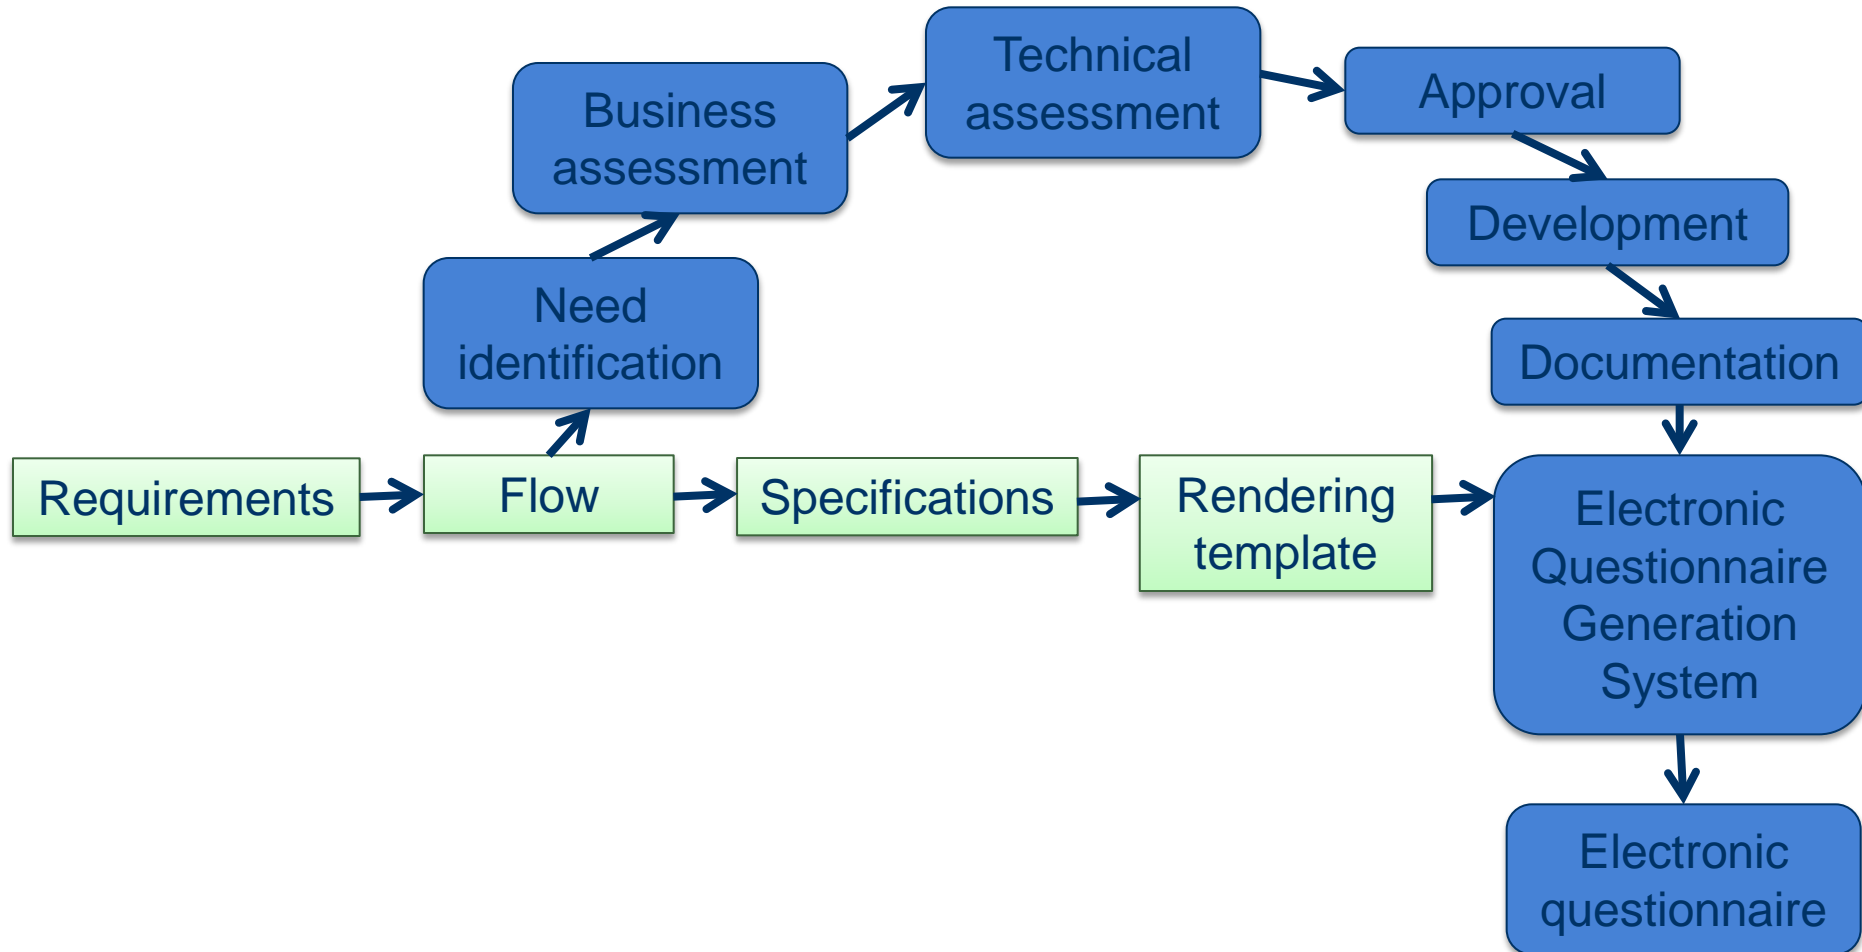 Technical
assessment
Business
assessment
Approval
Development
Need
identification
Documentation
Requirements
Flow
Specifications
Rendering
template
Electronic
Questionnaire
Generation
System
Electronic
questionnaire